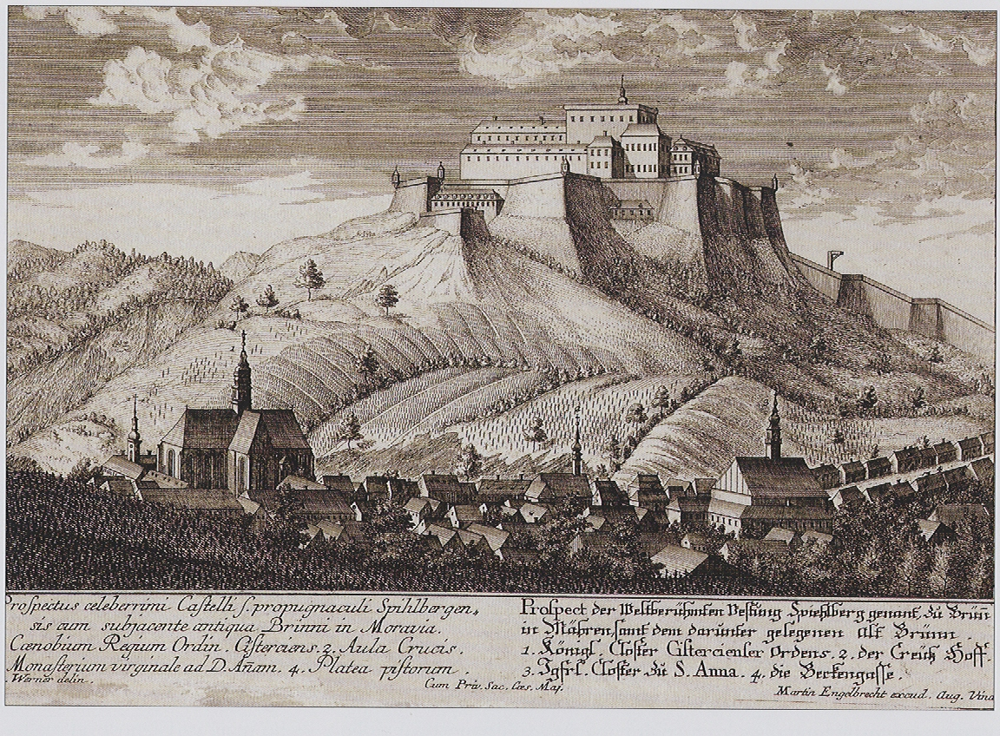 Prospectus celeberrimi Castelli s. propugnaculi Spihlbergen,
sis cum subjacente antiqua Brinni in Moravia.
Cœnobium Regium Ordin. Cisterciens. 2. Aula Crucis.
Monasterium virginale ad D. Añam. 4. Platea pistorum.
Werner delin.
Cum Priv. Sac. Cæs. Maj.
Prospect der Weltberühmten Vestung Spiehlberg genant, zu Brün
in Mähren, samt dem darunter gelegenen alt Brünn.
1. Königl. Closter Cistercienser Ordens. 2. der Creütz Hoff.
3. Jgfrl. Closter zu S. Anna. 4. die Beckengasse.
Martin Engelbrecht excud. Aug. Vind